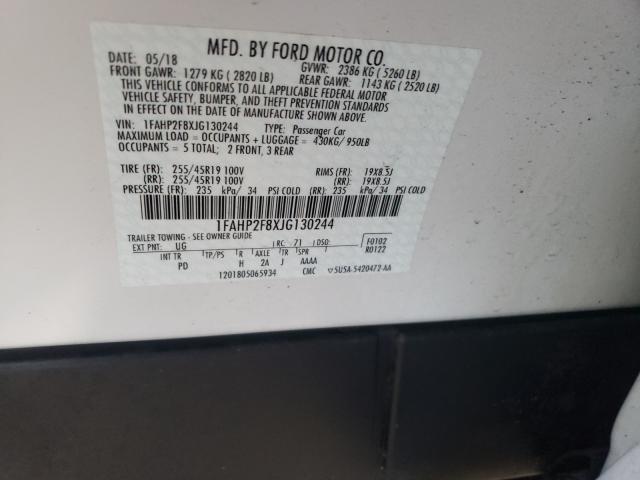 MFD. BY FORD MOTOR CO.
DATE: 05/18 GVWR: 2386 KG ( 5260 LB)
FRONT GAWR: 1279 KG ( 2820 LB) REAR GAWR: 1143 KG ( 2520 LB)
THIS VEHICLE CONFORMS TO ALL APPLICABLE FEDERAL MOTOR
VEHICLE SAFETY, BUMPER, AND THEFT PREVENTION STANDARDS
IN EFFECT ON THE DATE OF MANUFACTURE SHOWN ABOVE.
VIN: 1FAHP2F8XJG130244 TYPE: Passenger Car
MAXIMUM LOAD = OCCUPANTS + LUGGAGE = 430KG/ 950LB
OCCUPANTS = 5 TOTAL; 2 FRONT, 3 REAR
TIRE (FR): 255/45R19 100V RIMS (FR): 19X8.5J
(RR): 255/45R19 100V (RR): 19X8.5J
PRESSURE (FR): 235 kPa/ 34 PSI COLD (RR): 235 kPa/ 34 PSI COLD
1FAHP2F8XJG130244
TRAILER TOWING - SEE OWNER GUIDE
EXT PNT: UG RC: 71 DSO: F0102
INT TR TP/PS R AXLE TR SPR R0122
PD H 2A J AAAA
1201805065934 CMC ▽5USA-5420472-AA